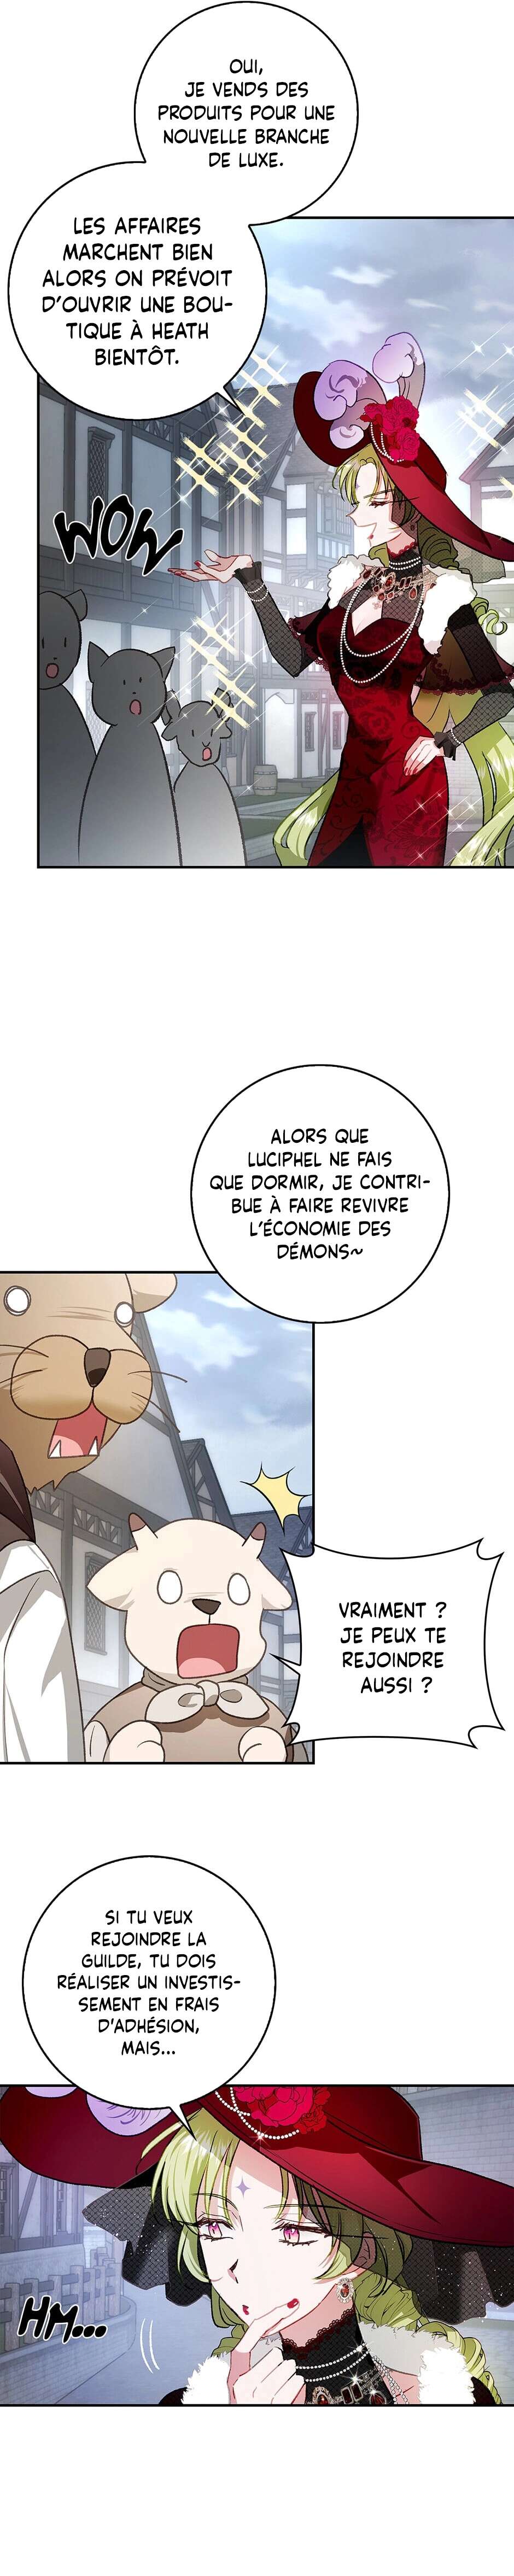 OUI,
JE VENDS DES
PRODUITS POUR UNE
NOUVELLE BRANCHE
DE LUXE.
LES AFFAIRES
MARCHENT BIEN
ALORS ON PRÉVOIT
D'OUVRIR UNE BOU-
TIQUE À HEATH
BIENTÔT.
WOW
ALORS QUE
LUCIPHEL NE FAIS
QUE DORMIR, JE CONTRI-
BUE À FAIRE REVIVRE
L'ÉCONOMIE DES
DÉMONS~
VRAIMENT ?
JE PEUX TE
REJOINDRE
AUSSI ?
SI TU VEUX
REJOINDRE LA
GUILDE, TU DOIS
RÉALISER UN INVESTIS-
SEMENT EN FRAIS
D'ADHÉSION,
MAIS...
HM...